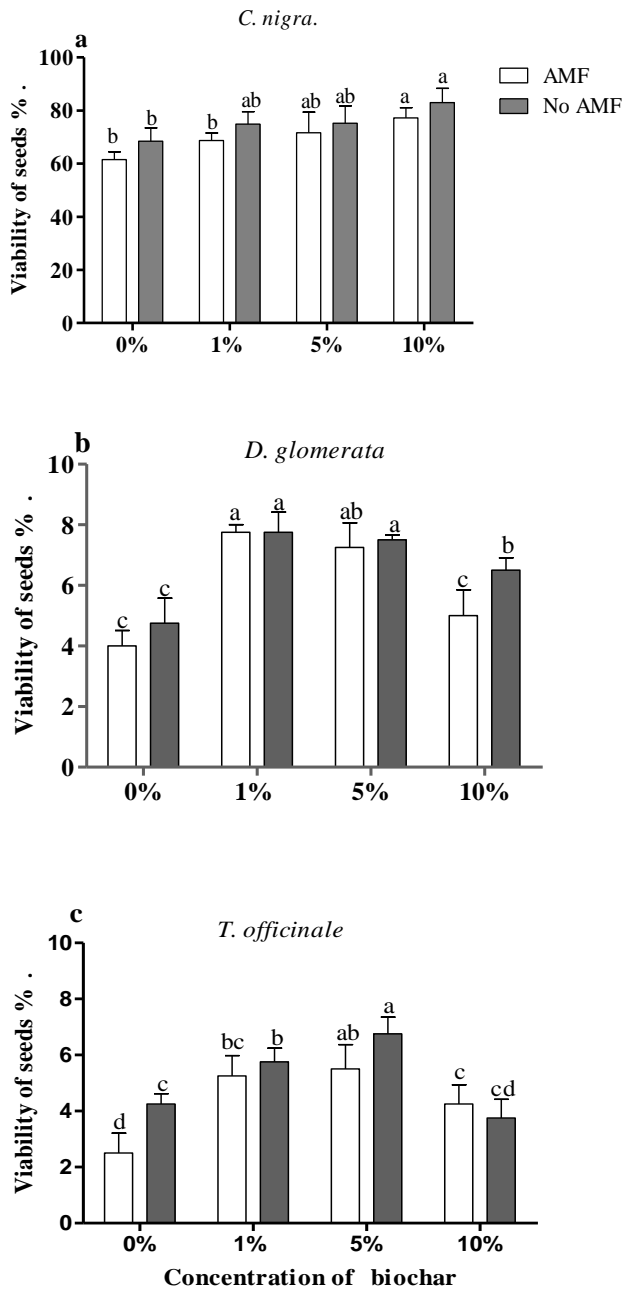 C. nigra.
a
100
80
60
40
20
0
Viability of seeds % .
b b b ab ab ab a a
0% 1% 5% 10%
AMF
No AMF
b
D. glomerata
10
8
6
4
2
0
Viability of seeds % .
c c a a ab a c b
0% 1% 5% 10%
c
T. officinale
10
8
6
4
2
0
Viability of seeds % .
d c bc b ab a c cd
0% 1% 5% 10%
Concentration of biochar